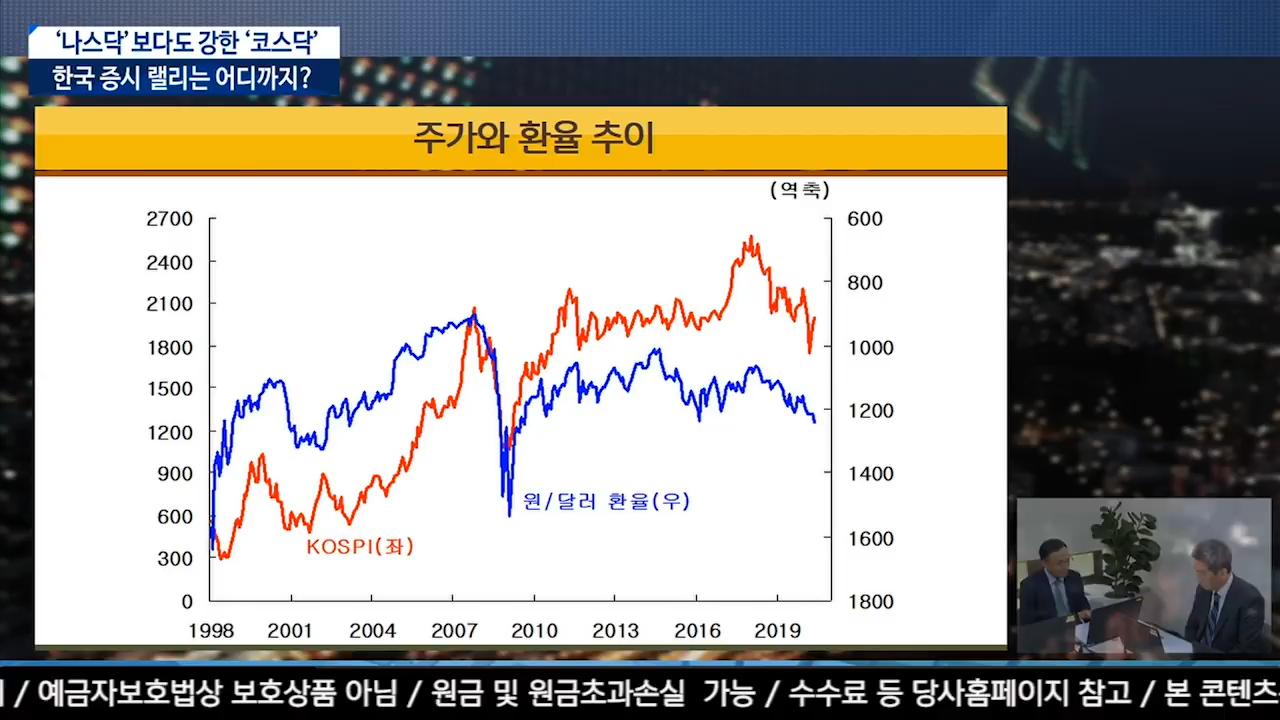 ‘나스닥’보다도 강한 ‘코스닥’
한국 증시 랠리는 어디까지?
주가와 환율 추이
(역축)
2700
2400
2100
1800
1500
1200
900
600
300
0
600
800
1000
1200
1400
1600
1800
원/달러 환율(우)
KOSPI(좌)
1998 2001 2004 2007 2010 2013 2016 2019
/ 예금자보호법상 보호상품 아님 / 원금 및 원금초과손실 가능 / 수수료 등 당사홈페이지 참고 / 본 콘텐츠